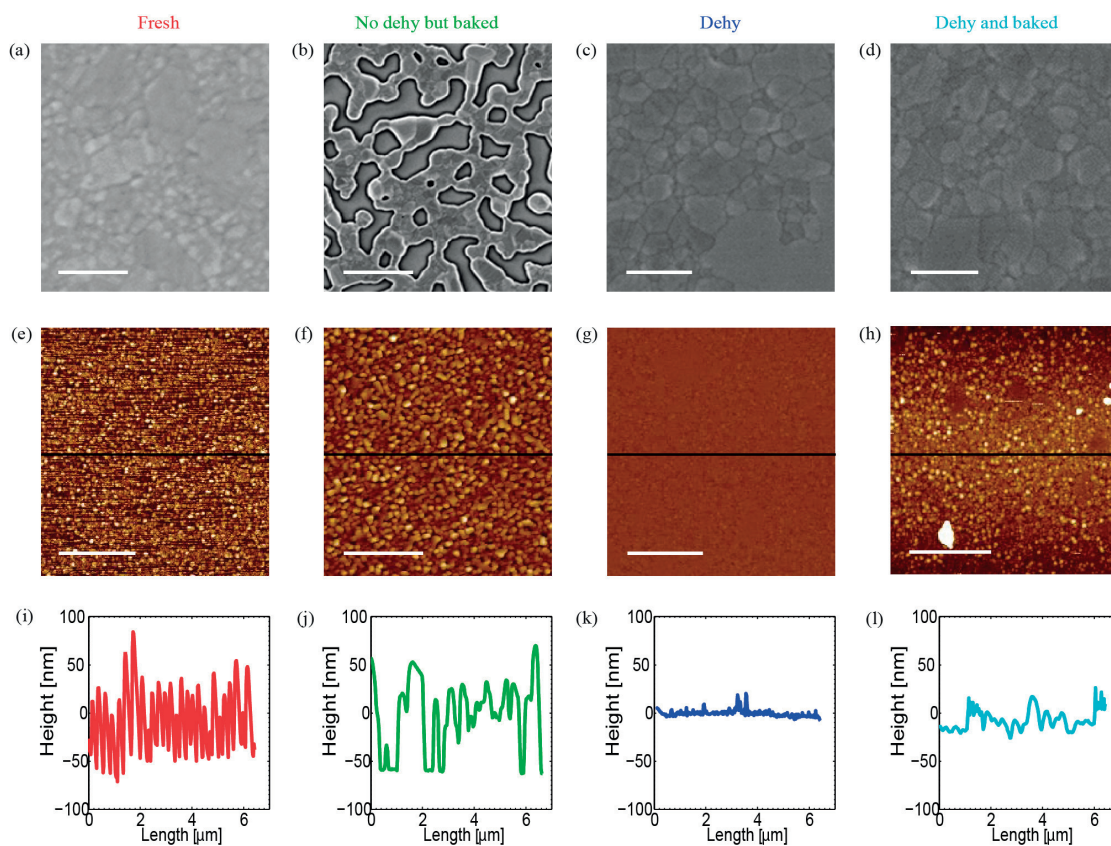 Fresh No dehy but baked Dehy Dehy and baked
(a) (b) (c) (d)
(e) (f) (g) (h)
(i) (j) (k) (l)
100 100 100 100
50 50 50 50
0 0 0 0
−50 −50 −50 −50
−100 −100 −100 −100
Height [nm] Height [nm] Height [nm] Height [nm]
0 2 4 6 0 2 4 6 0 2 4 6 0 2 4 6
Length [μm] Length [μm] Length [μm] Length [μm]